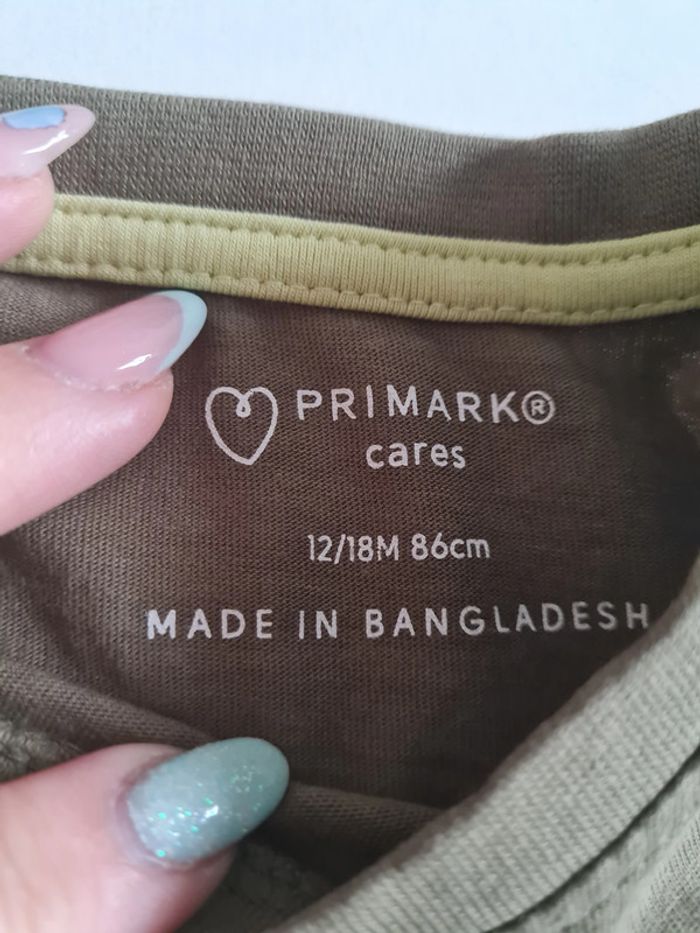 PRIMARK®
cares
12/18M 86cm
MADE IN BANGLADESH